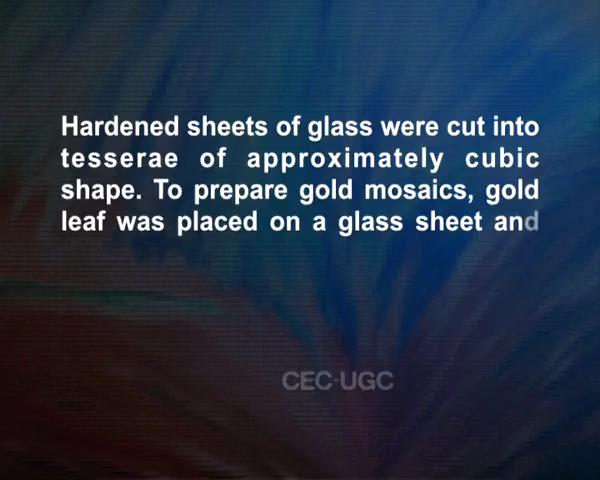 Hardened sheets of glass were cut into
tesserae of approximately cubic
shape. To prepare gold mosaics, gold
leaf was placed on a glass sheet and
CEC-UGC